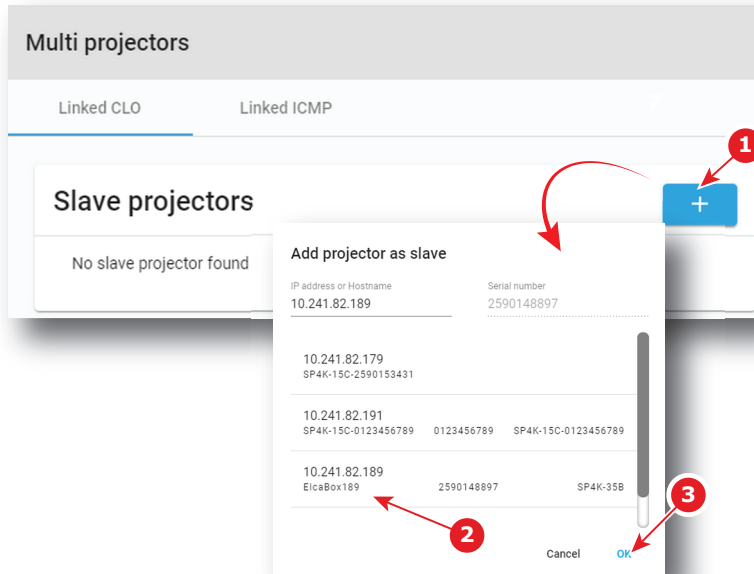 Multi projectors
Linked CLO Linked ICMP
1
Slave projectors +
No slave projector found
Add projector as slave
IP address or Hostname Serial number
10.241.82.189 2590148897
10.241.82.179
SP4K-15C-2590153431
10.241.82.191
SP4K-15C-0123456789 0123456789 SP4K-15C-0123456789
10.241.82.189
ElcaBox189 2590148897 SP4K-35B
2
3
Cancel OK